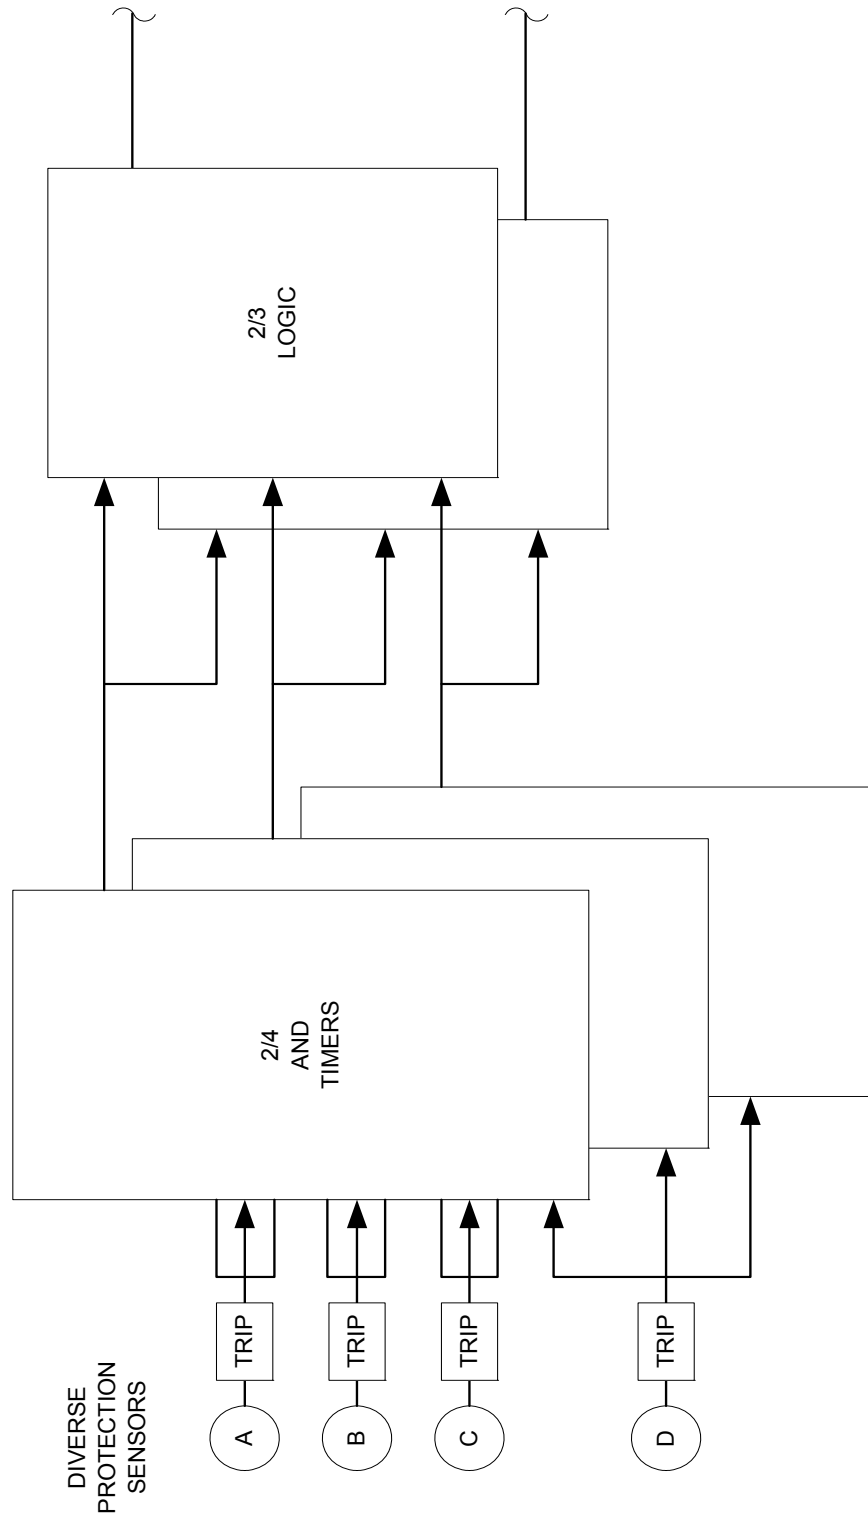 DIVERSE
PROTECTION
SENSORS
A
TRIP
B
TRIP
C
TRIP
D
TRIP
2/4
AND
TIMERS
2/3
LOGIC